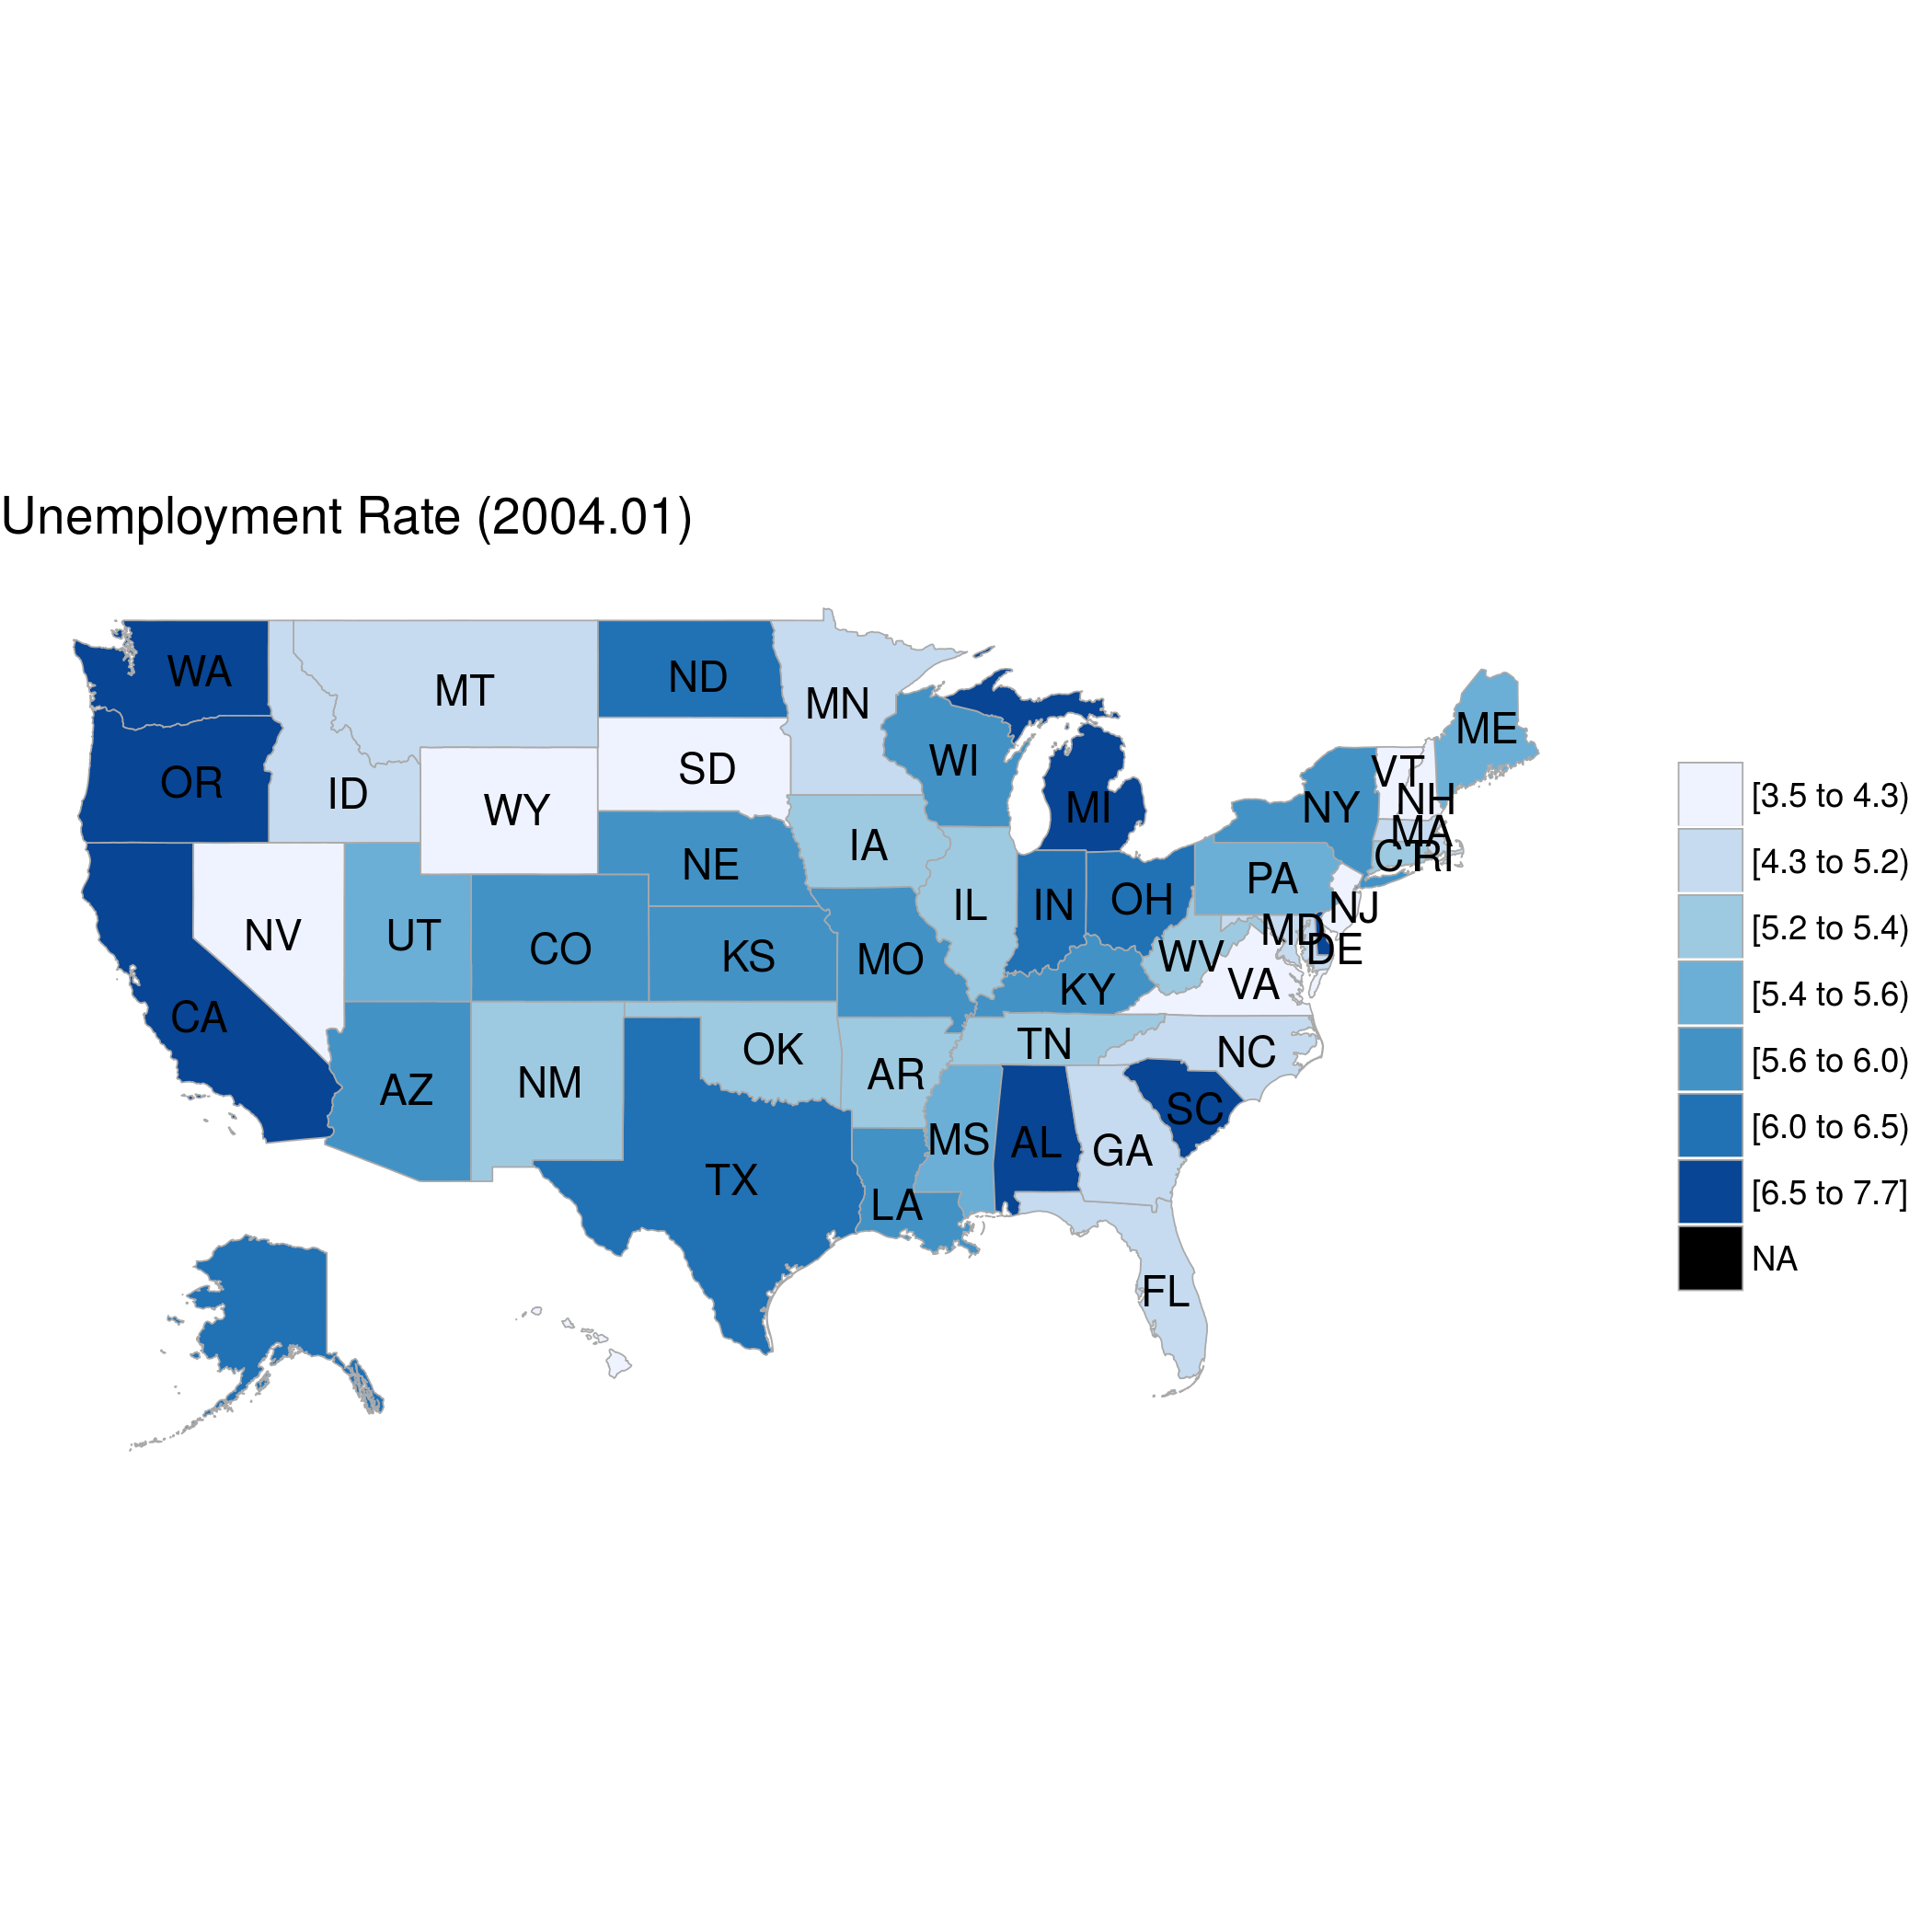 Unemployment Rate (2004.01)
WA
MT
ND
MN
ME
OR
ID
WY
SD
WI
MI
VT
NH
NY
MA
CT
RI
IA
NE
PA
NV
UT
CO
KS
MO
IL
IN
OH
NJ
MD
DE
WV
VA
KY
CA
AZ
NM
OK
AR
TN
NC
SC
MS
AL
GA
TX
LA
FL
[3.5 to 4.3)
[4.3 to 5.2)
[5.2 to 5.4)
[5.4 to 5.6)
[5.6 to 6.0)
[6.0 to 6.5)
[6.5 to 7.7]
NA